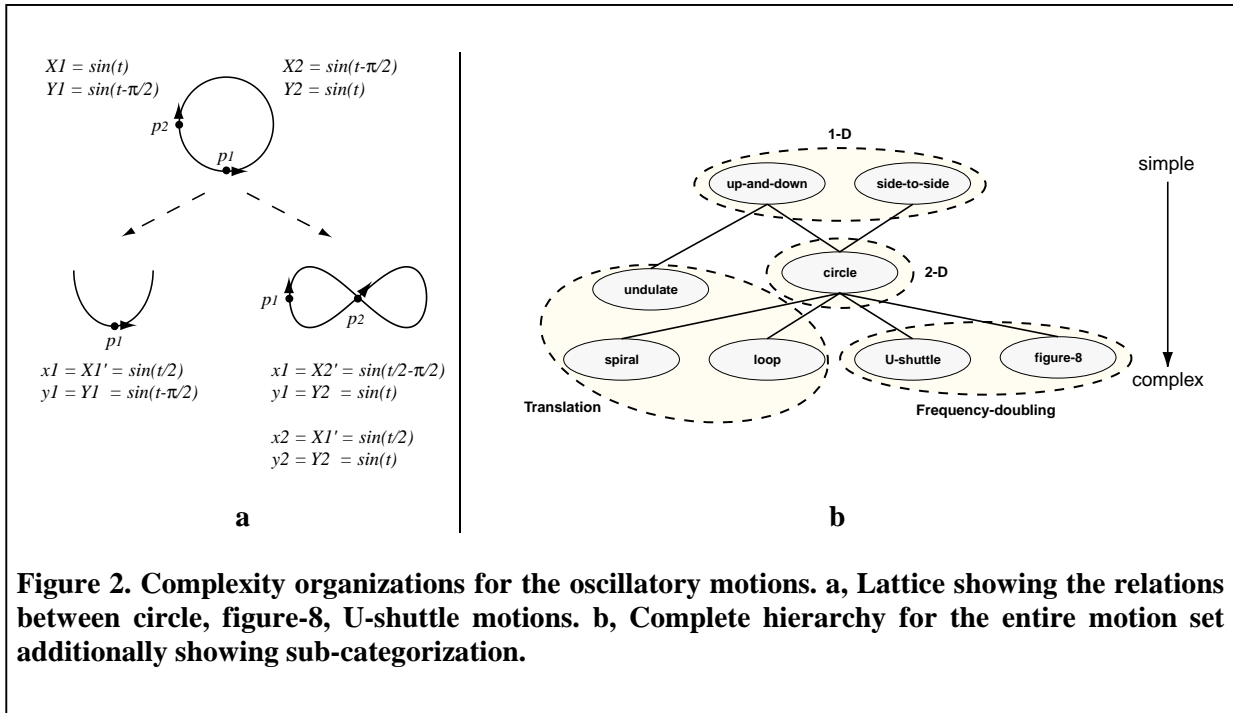 X1 = sin(t)
Y1 = sin(t-π/2)
X2 = sin(t-π/2)
Y2 = sin(t)
p2
p1
p1
x1 = X1' = sin(t/2)
y1 = Y1 = sin(t-π/2)
p1
p2
x1 = X2' = sin(t/2-π/2)
y1 = Y2 = sin(t)
x2 = X1' = sin(t/2)
y2 = Y2 = sin(t)
a
1-D
up-and-down
side-to-side
circle
2-D
undulate
spiral
loop
U-shuttle
figure-8
Translation
Frequency-doubling
simple
complex
b
Figure 2. Complexity organizations for the oscillatory motions. a, Lattice showing the relations
between circle, figure-8, U-shuttle motions. b, Complete hierarchy for the entire motion set
additionally showing sub-categorization.